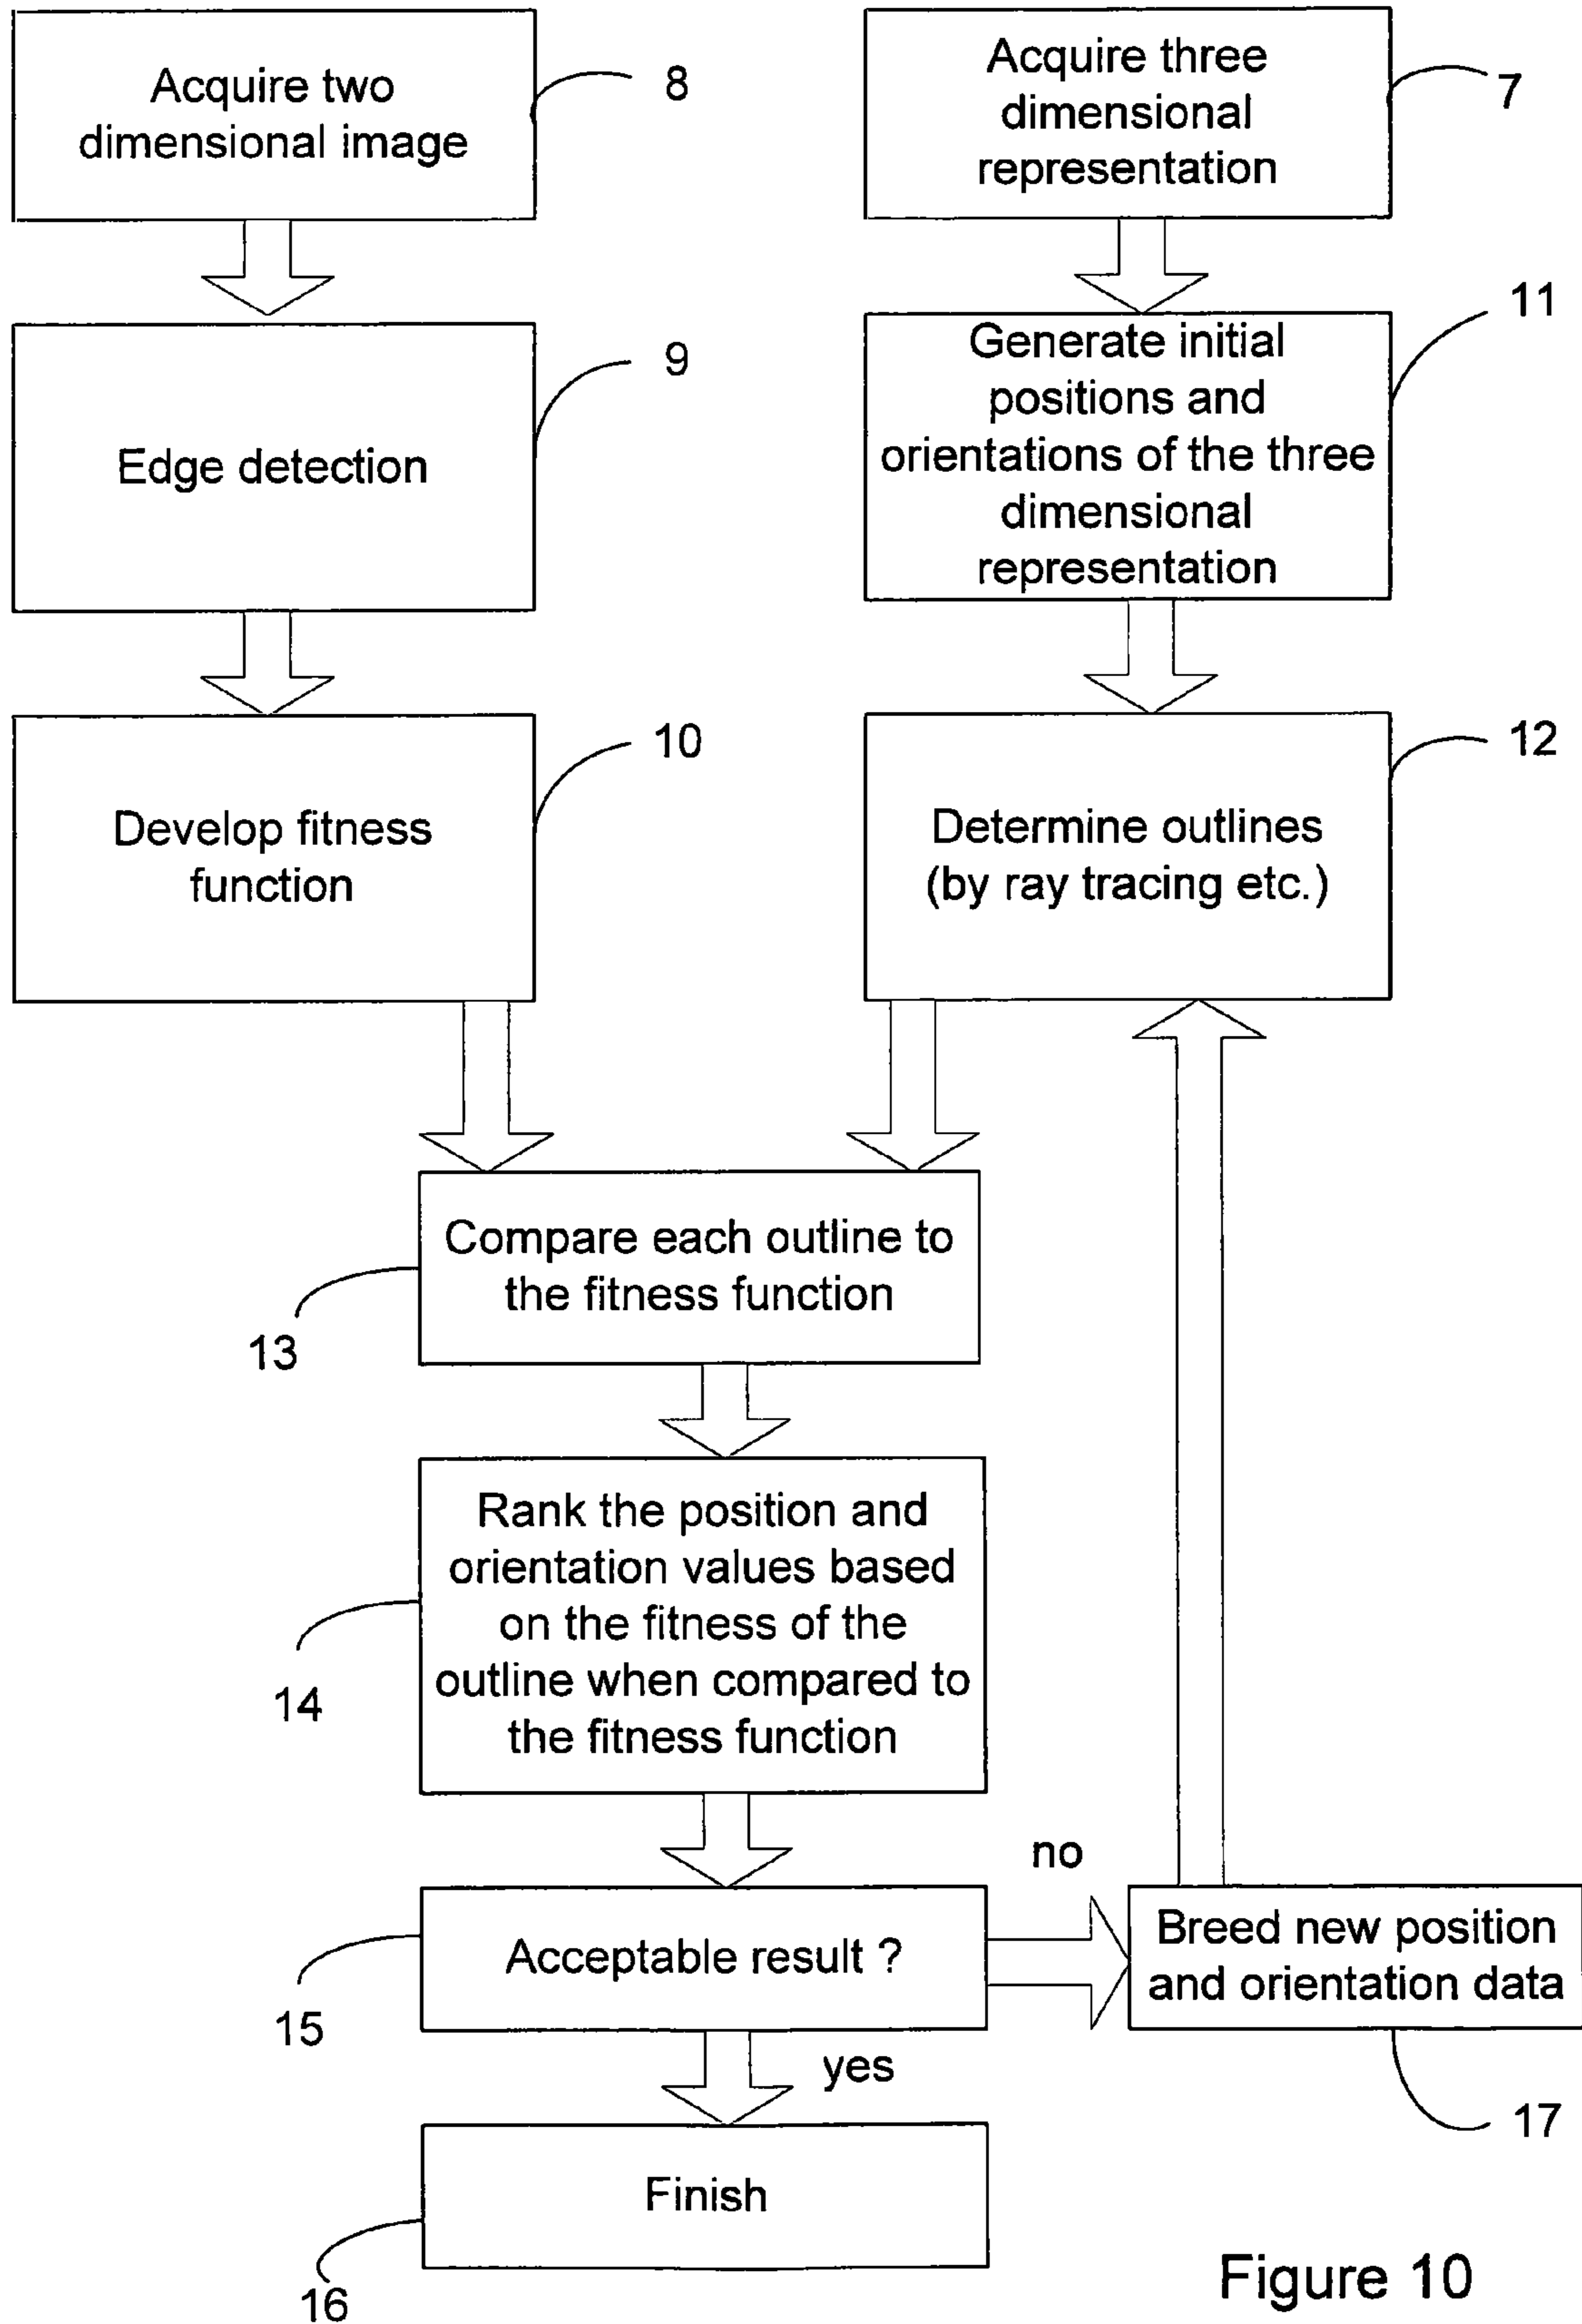 Acquire two
dimensional image
8
Acquire three
dimensional
representation
7
Edge detection
9
Generate initial
positions and
orientations of the three
dimensional
representation
11
Develop fitness
function
10
Determine outlines
(by ray tracing etc.)
12
Compare each outline to
the fitness function
13
Rank the position and
orientation values based
on the fitness of the
outline when compared to
the fitness function
14
Acceptable result ?
15
no
Breed new position
and orientation data
17
yes
Finish
16
Figure 10